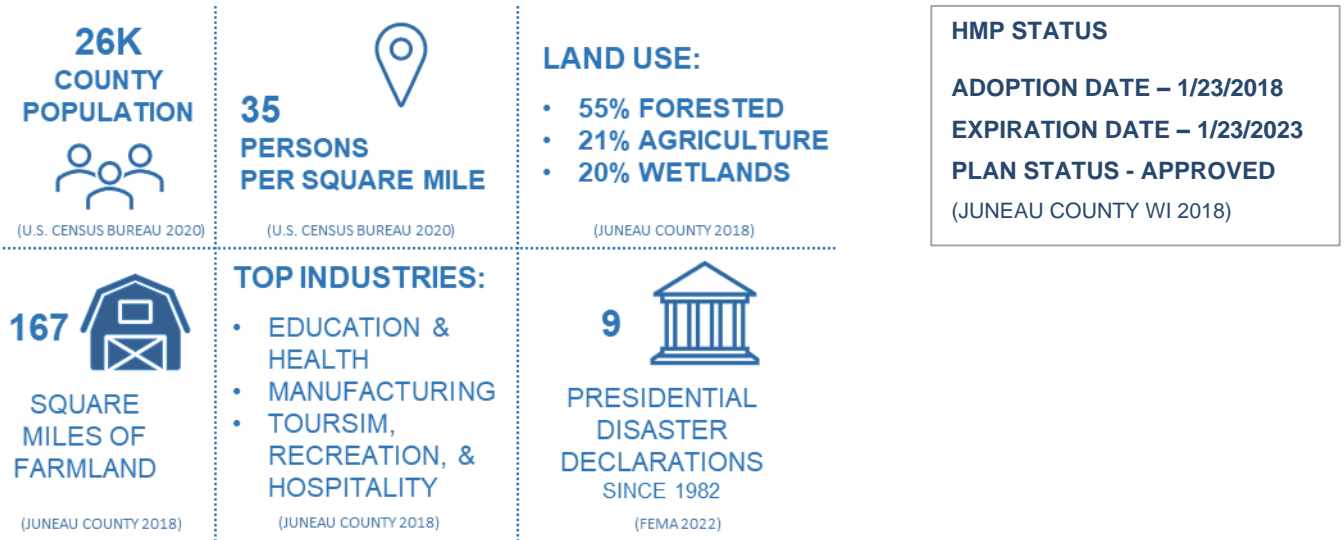 26K
COUNTY
POPULATION
(U.S. CENSUS BUREAU 2020)
35
PERSONS
PER SQUARE MILE
(U.S. CENSUS BUREAU 2020)
LAND USE:
• 55% FORESTED
• 21% AGRICULTURE
• 20% WETLANDS
(JUNEAU COUNTY 2018)
167
SQUARE
MILES OF
FARMLAND
(JUNEAU COUNTY 2018)
TOP INDUSTRIES:
• EDUCATION &
HEALTH
• MANUFACTURING
• TOURSIM,
RECREATION, &
HOSPITALITY
(JUNEAU COUNTY 2018)
9
PRESIDENTIAL
DISASTER
DECLARATIONS
SINCE 1982
(FEMA 2022)
HMP STATUS
ADOPTION DATE – 1/23/2018
EXPIRATION DATE – 1/23/2023
PLAN STATUS - APPROVED
(JUNEAU COUNTY WI 2018)